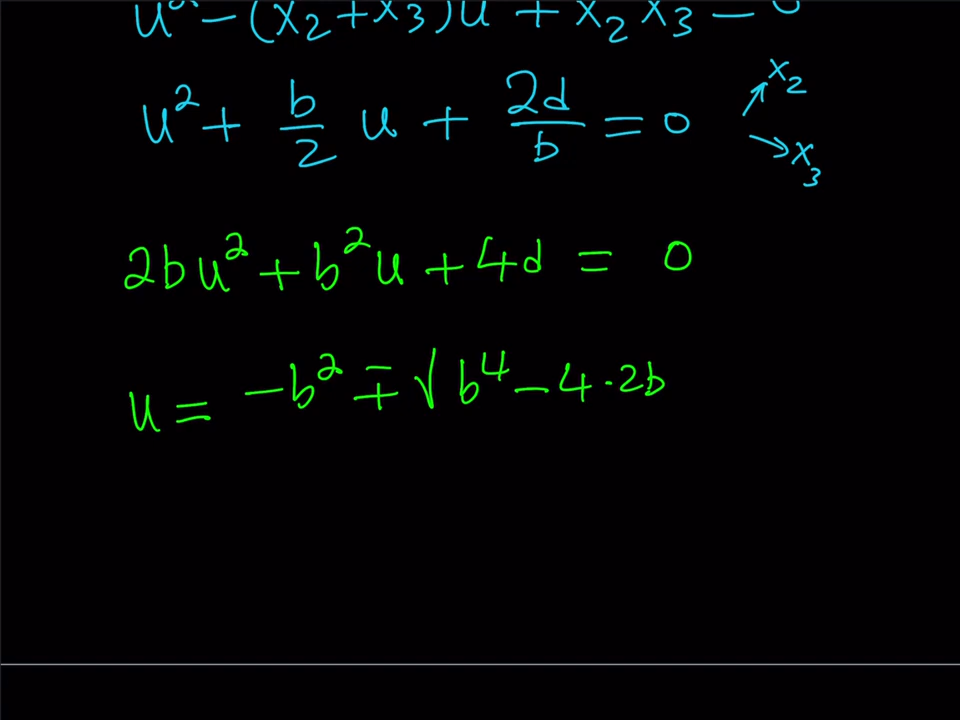 u² - (x₂+x₃)u + x₂x₃ - 0
u² + b/2 u + 2d/b = 0 ↗ x₂ → x₃
2bu² + b²u + 4d = 0
u = -b² ∓ √b⁴ - 4·2b